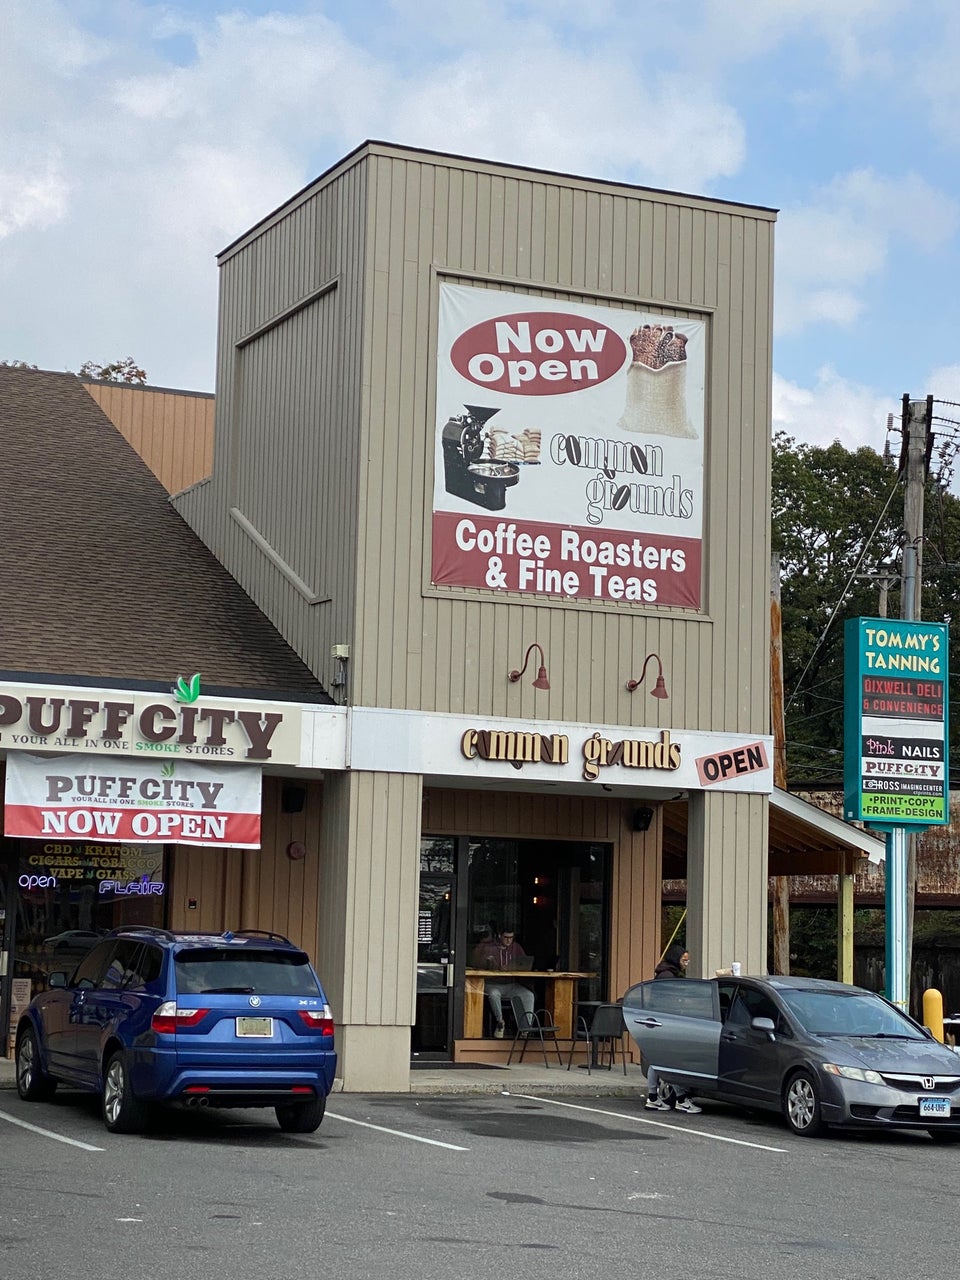 Now
Open
common
grounds
Coffee Roasters
& Fine Teas
common grounds
OPEN
PUFFCITY
YOUR ALL IN ONE SMOKE STORES
PUFFCITY
YOUR ALL IN ONE SMOKE STORES
NOW OPEN
CBD KRATOM
CIGARS TOBACCO
VAPE GLASS
open
FLAIR
TOMMY'S
TANNING
DIXWELL DELI
& CONVENIENCE
Pink NAILS
PUFFCITY
ROSS IMAGING CENTER
•PRINT•COPY
•FRAME•DESIGN
664·UHF